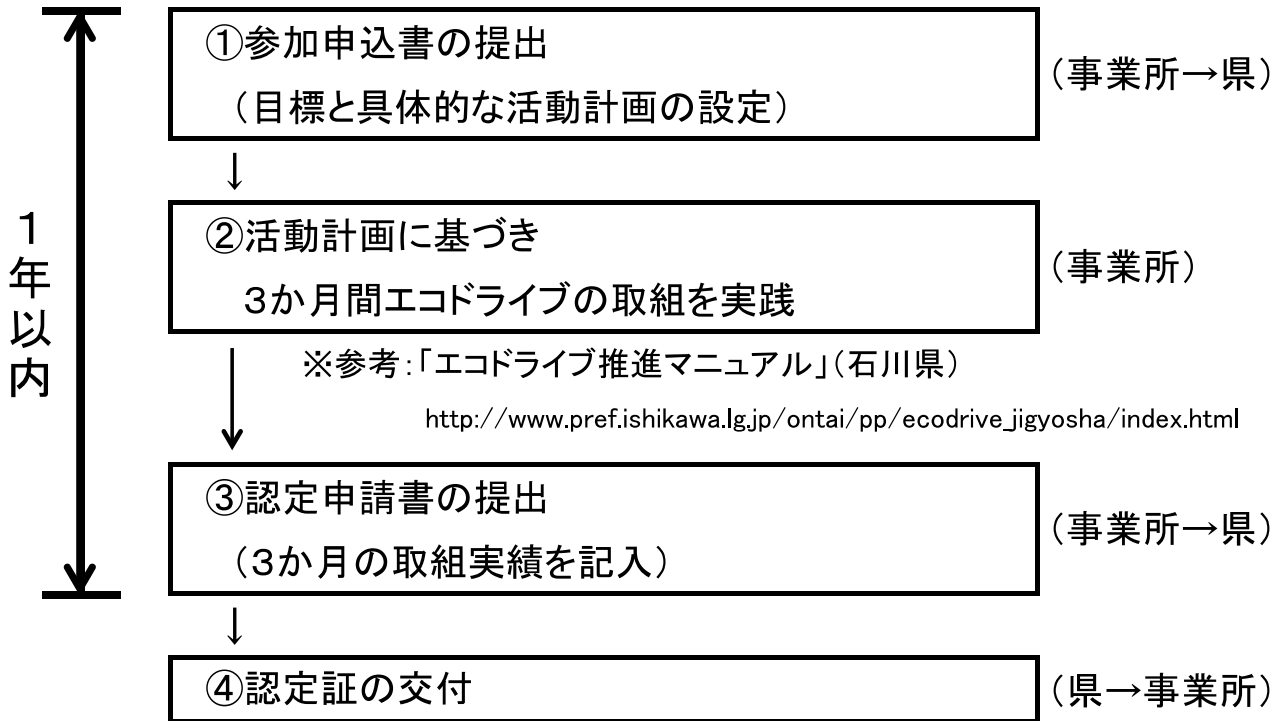 ①参加申込書の提出
（目標と具体的な活動計画の設定）
（事業所→県）
↓
②活動計画に基づき
３か月間エコドライブの取組を実践
（事業所）
１年以内
※参考：「エコドライブ推進マニュアル」（石川県）
http://www.pref.ishikawa.lg.jp/ontai/pp/ecodrive_jigyosha/index.html
③認定申請書の提出
（３か月の取組実績を記入）
（事業所→県）
↓
④認定証の交付
（県→事業所）